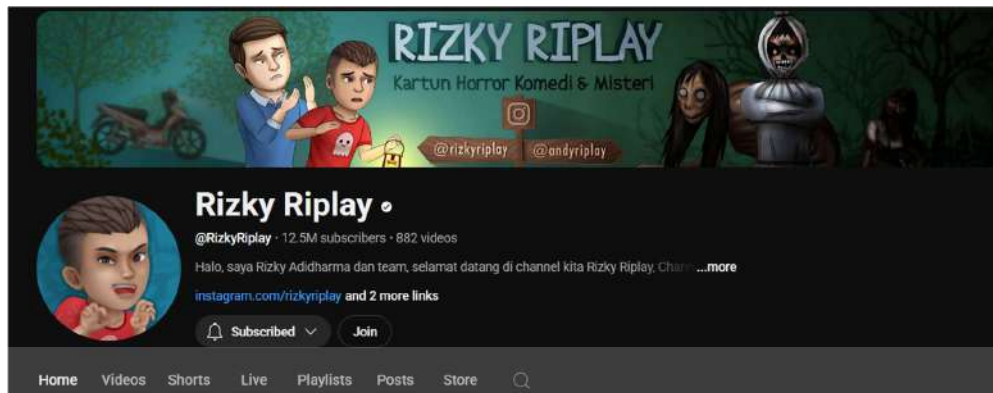 RIZKY RIPLAY
Kartun Horror Komedi & Misteri
@rizkyriplay @andyriplay
Rizky Riplay
@RizkyRiplay · 12.5M subscribers · 882 videos
Halo, saya Rizky Adidharma dan team, selamat datang di channel kita Rizky Riplay, Chann ...more
instagram.com/rizkyriplay and 2 more links
Subscribed Join
Home Videos Shorts Live Playlists Posts Store